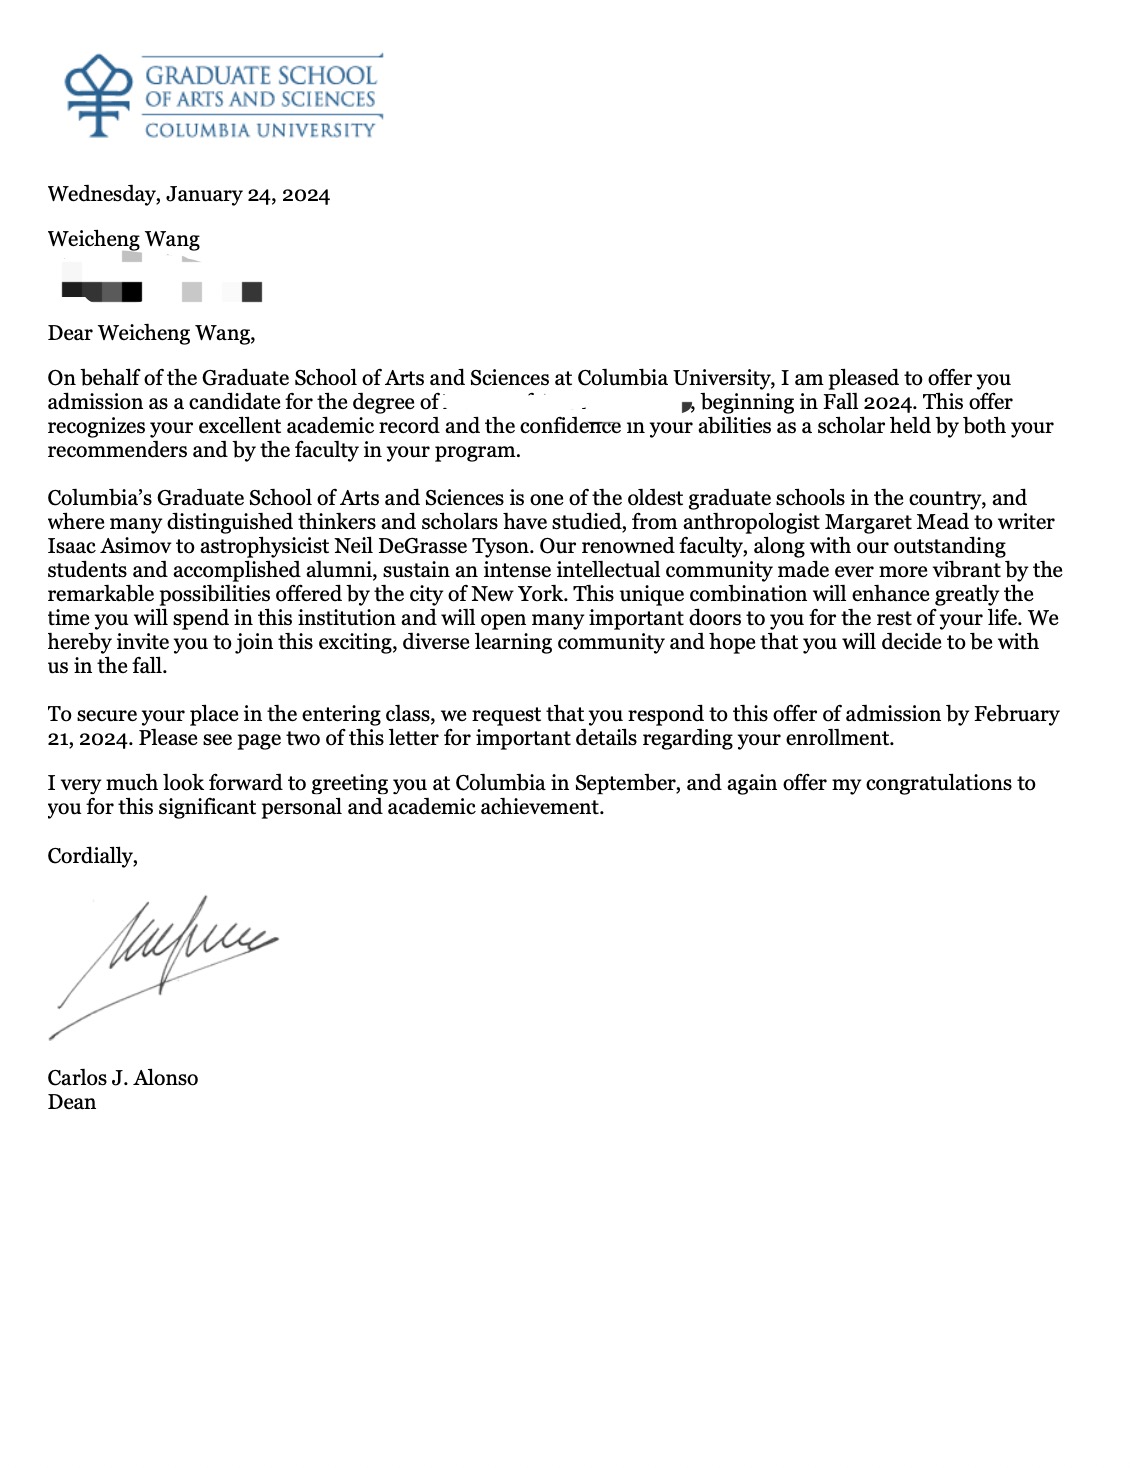 GRADUATE SCHOOL
OF ARTS AND SCIENCES
COLUMBIA UNIVERSITY
Wednesday, January 24, 2024
Weicheng Wang
Dear Weicheng Wang,
On behalf of the Graduate School of Arts and Sciences at Columbia University, I am pleased to offer you
admission as a candidate for the degree of , beginning in Fall 2024. This offer
recognizes your excellent academic record and the confidence in your abilities as a scholar held by both your
recommenders and by the faculty in your program.
Columbia’s Graduate School of Arts and Sciences is one of the oldest graduate schools in the country, and
where many distinguished thinkers and scholars have studied, from anthropologist Margaret Mead to writer
Isaac Asimov to astrophysicist Neil DeGrasse Tyson. Our renowned faculty, along with our outstanding
students and accomplished alumni, sustain an intense intellectual community made ever more vibrant by the
remarkable possibilities offered by the city of New York. This unique combination will enhance greatly the
time you will spend in this institution and will open many important doors to you for the rest of your life. We
hereby invite you to join this exciting, diverse learning community and hope that you will decide to be with
us in the fall.
To secure your place in the entering class, we request that you respond to this offer of admission by February
21, 2024. Please see page two of this letter for important details regarding your enrollment.
I very much look forward to greeting you at Columbia in September, and again offer my congratulations to
you for this significant personal and academic achievement.
Cordially,
Carlos J. Alonso
Dean